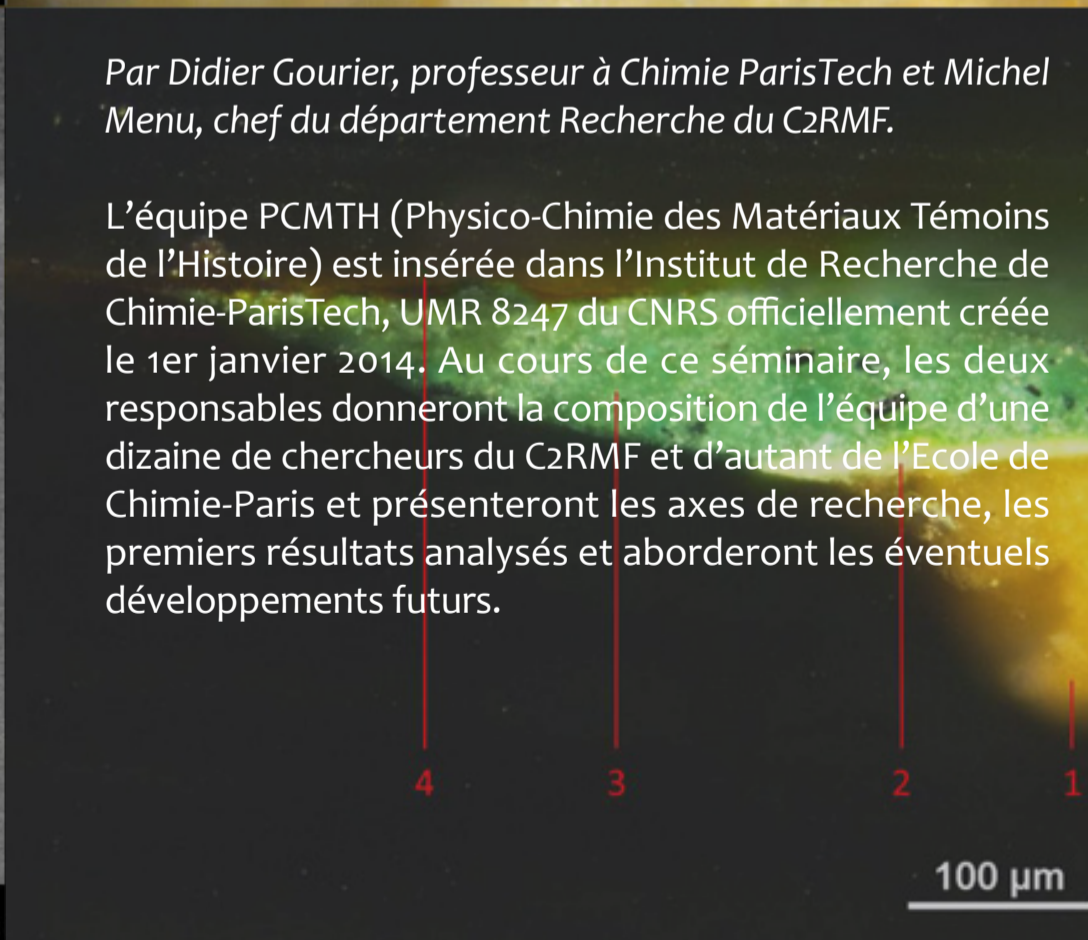 Par Didier Gourier, professeur à Chimie ParisTech et Michel
Menu, chef du département Recherche du C2RMF.
L’équipe PCMTH (Physico-Chimie des Matériaux Témoins
de l’Histoire) est insérée dans l’Institut de Recherche de
Chimie-ParisTech, UMR 8247 du CNRS officiellement créée
le 1er janvier 2014. Au cours de ce séminaire, les deux
responsables donneront la composition de l’équipe d’une
dizaine de chercheurs du C2RMF et d’autant de l’Ecole de
Chimie-Paris et présenteront les axes de recherche, les
premiers résultats analysés et aborderont les éventuels
développements futurs.
4 3 2 1
100 µm